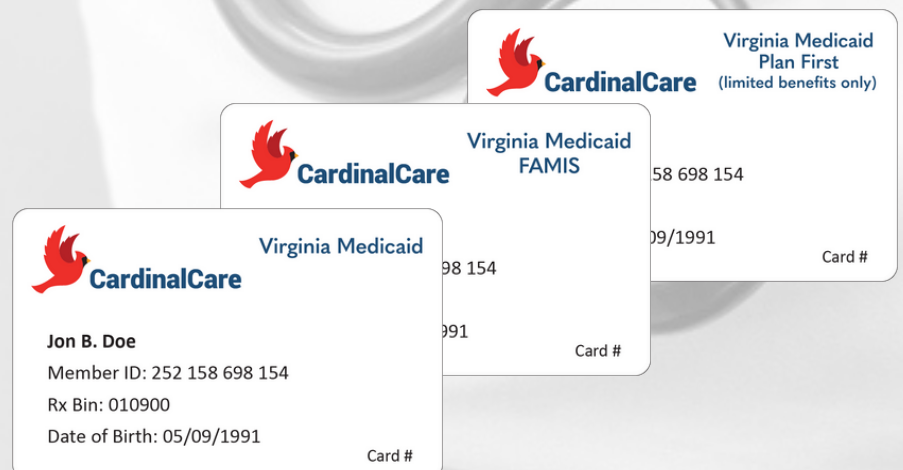 CardinalCare
Virginia Medicaid
Plan First
(limited benefits only)
58 698 154
09/1991
Card #
CardinalCare
Virginia Medicaid
FAMIS
98 154
991
Card #
CardinalCare
Virginia Medicaid
Jon B. Doe
Member ID: 252 158 698 154
Rx Bin: 010900
Date of Birth: 05/09/1991
Card #